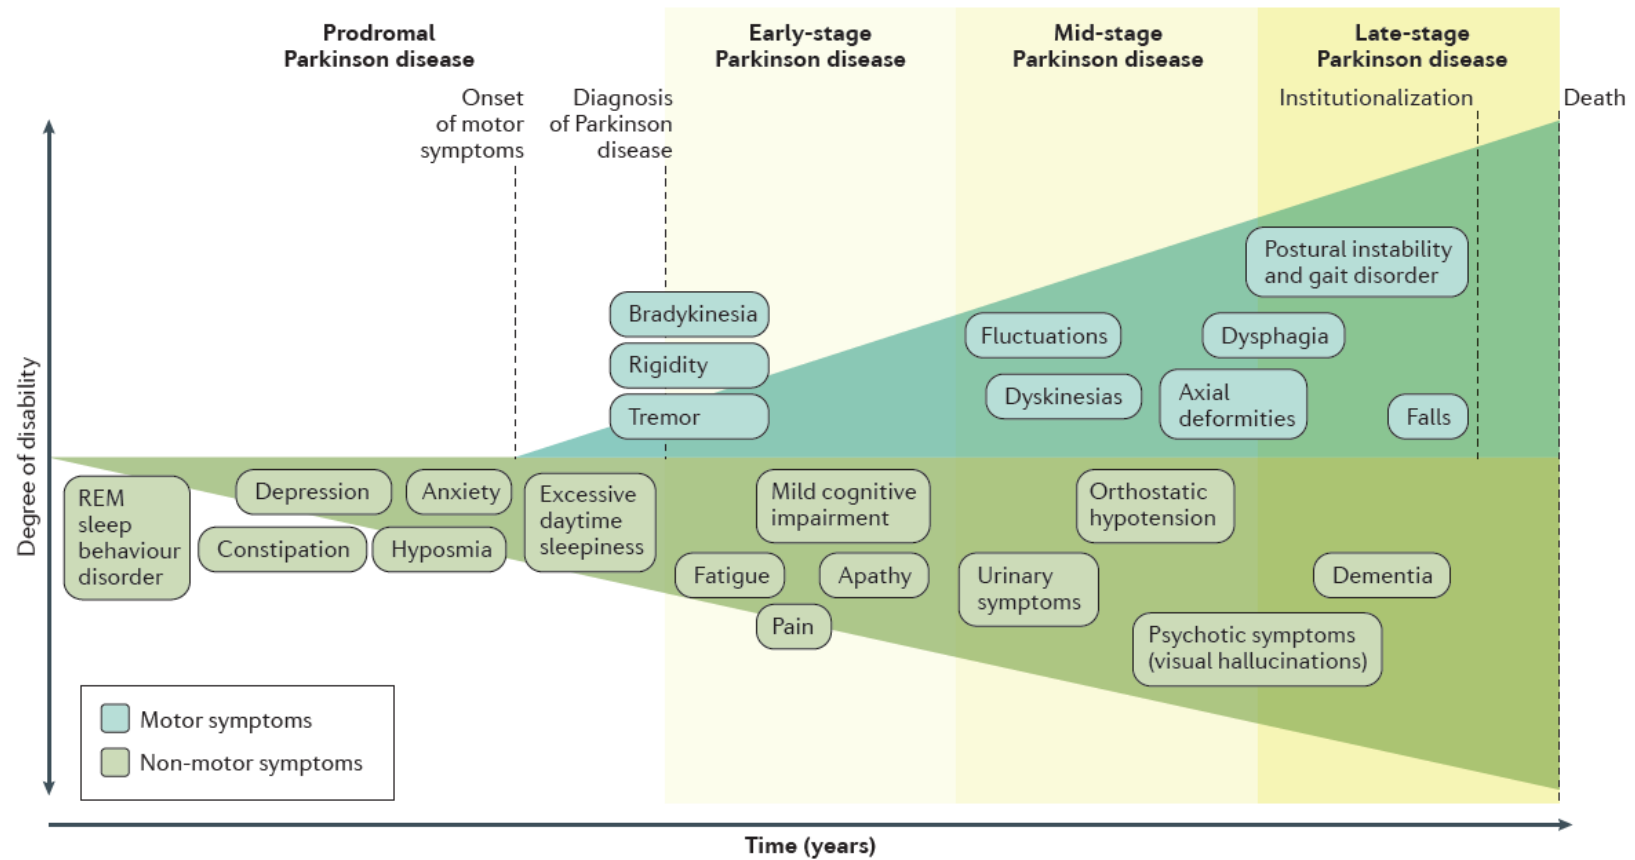 Prodromal
Parkinson disease
Early-stage
Parkinson disease
Mid-stage
Parkinson disease
Late-stage
Parkinson disease
Onset
of motor
symptoms
Diagnosis
of Parkinson
disease
Institutionalization
Death
Degree of disability
Postural instability
and gait disorder
Bradykinesia
Rigidity
Tremor
Fluctuations
Dysphagia
Dyskinesias
Axial
deformities
Falls
REM
sleep
behaviour
disorder
Depression
Anxiety
Constipation
Hyposmia
Excessive
daytime
sleepiness
Mild cognitive
impairment
Fatigue
Apathy
Pain
Orthostatic
hypotension
Urinary
symptoms
Dementia
Psychotic symptoms
(visual hallucinations)
Motor symptoms
Non-motor symptoms
Time (years)